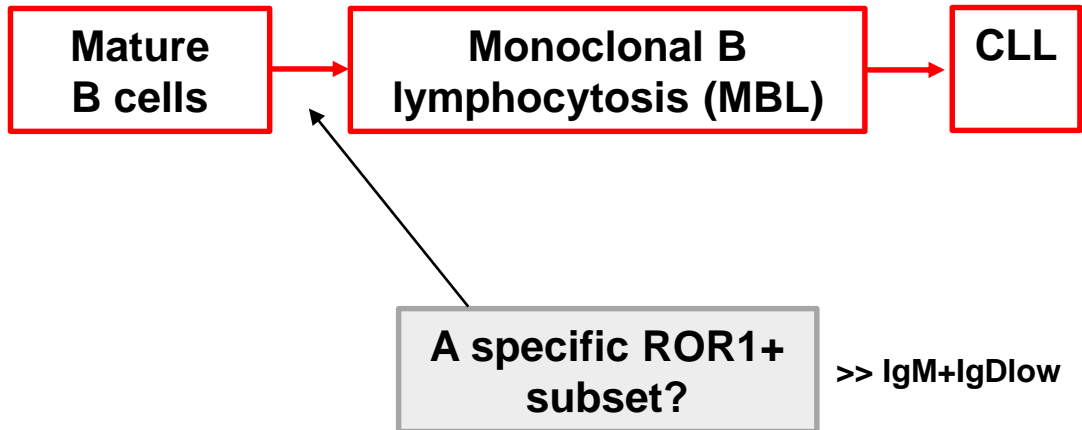 Mature
B cells
Monoclonal B
lymphocytosis (MBL)
CLL
A specific ROR1+
subset?
>> IgM+IgDlow